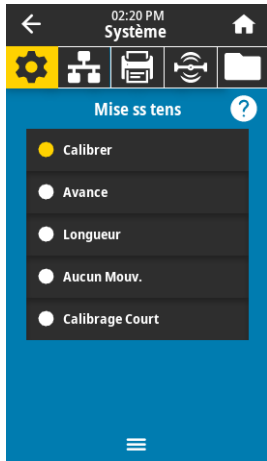 02:20 PM
Système
Mise ss tens
?
Calibrer
Avance
Longueur
Aucun Mouv.
Calibrage Court